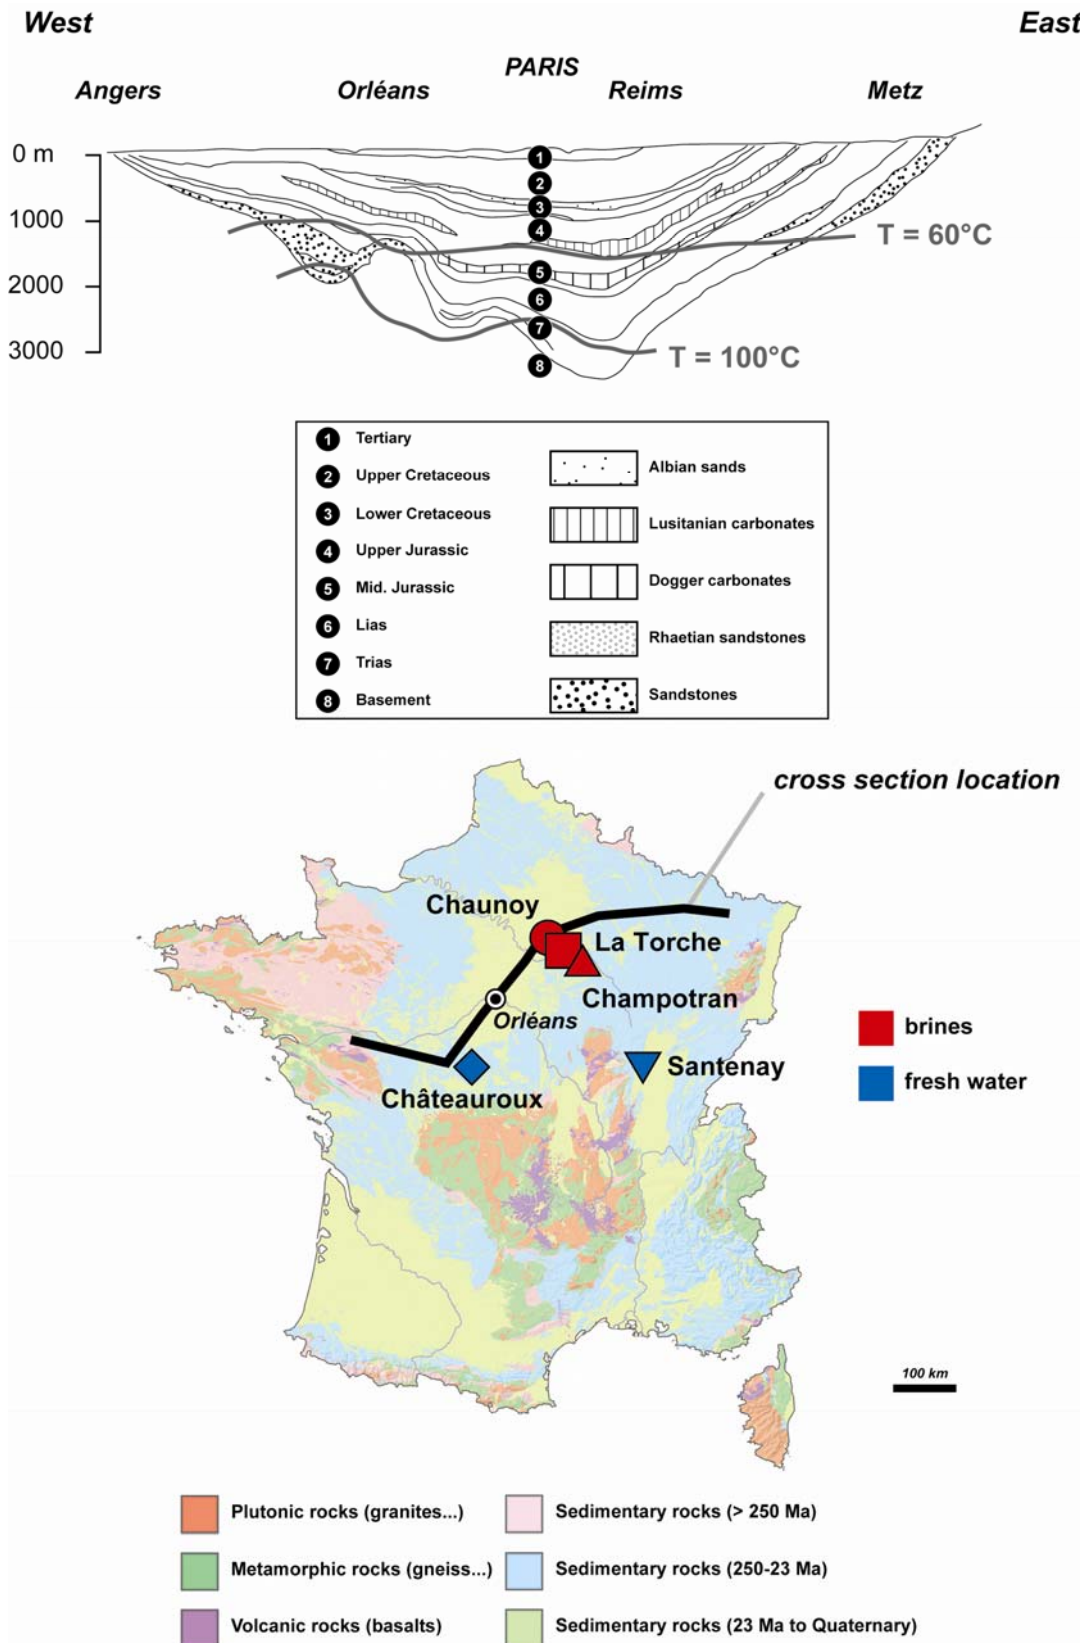 West East
PARIS
Angers Orléans Reims Metz
0 m
1000
2000
3000
1
2
3
4
5
6
7
8
T = 60°C
T = 100°C
1 Tertiary
2 Upper Cretaceous
3 Lower Cretaceous
4 Upper Jurassic
5 Mid. Jurassic
6 Lias
7 Trias
8 Basement
Albian sands
Lusitanian carbonates
Dogger carbonates
Rhaetian sandstones
Sandstones
cross section location
Chaunoy
La Torche
Champotran
Orléans
Santenay
Châteauroux
brines
fresh water
100 km
Plutonic rocks (granites...)
Metamorphic rocks (gneiss...)
Volcanic rocks (basalts)
Sedimentary rocks (> 250 Ma)
Sedimentary rocks (250-23 Ma)
Sedimentary rocks (23 Ma to Quaternary)